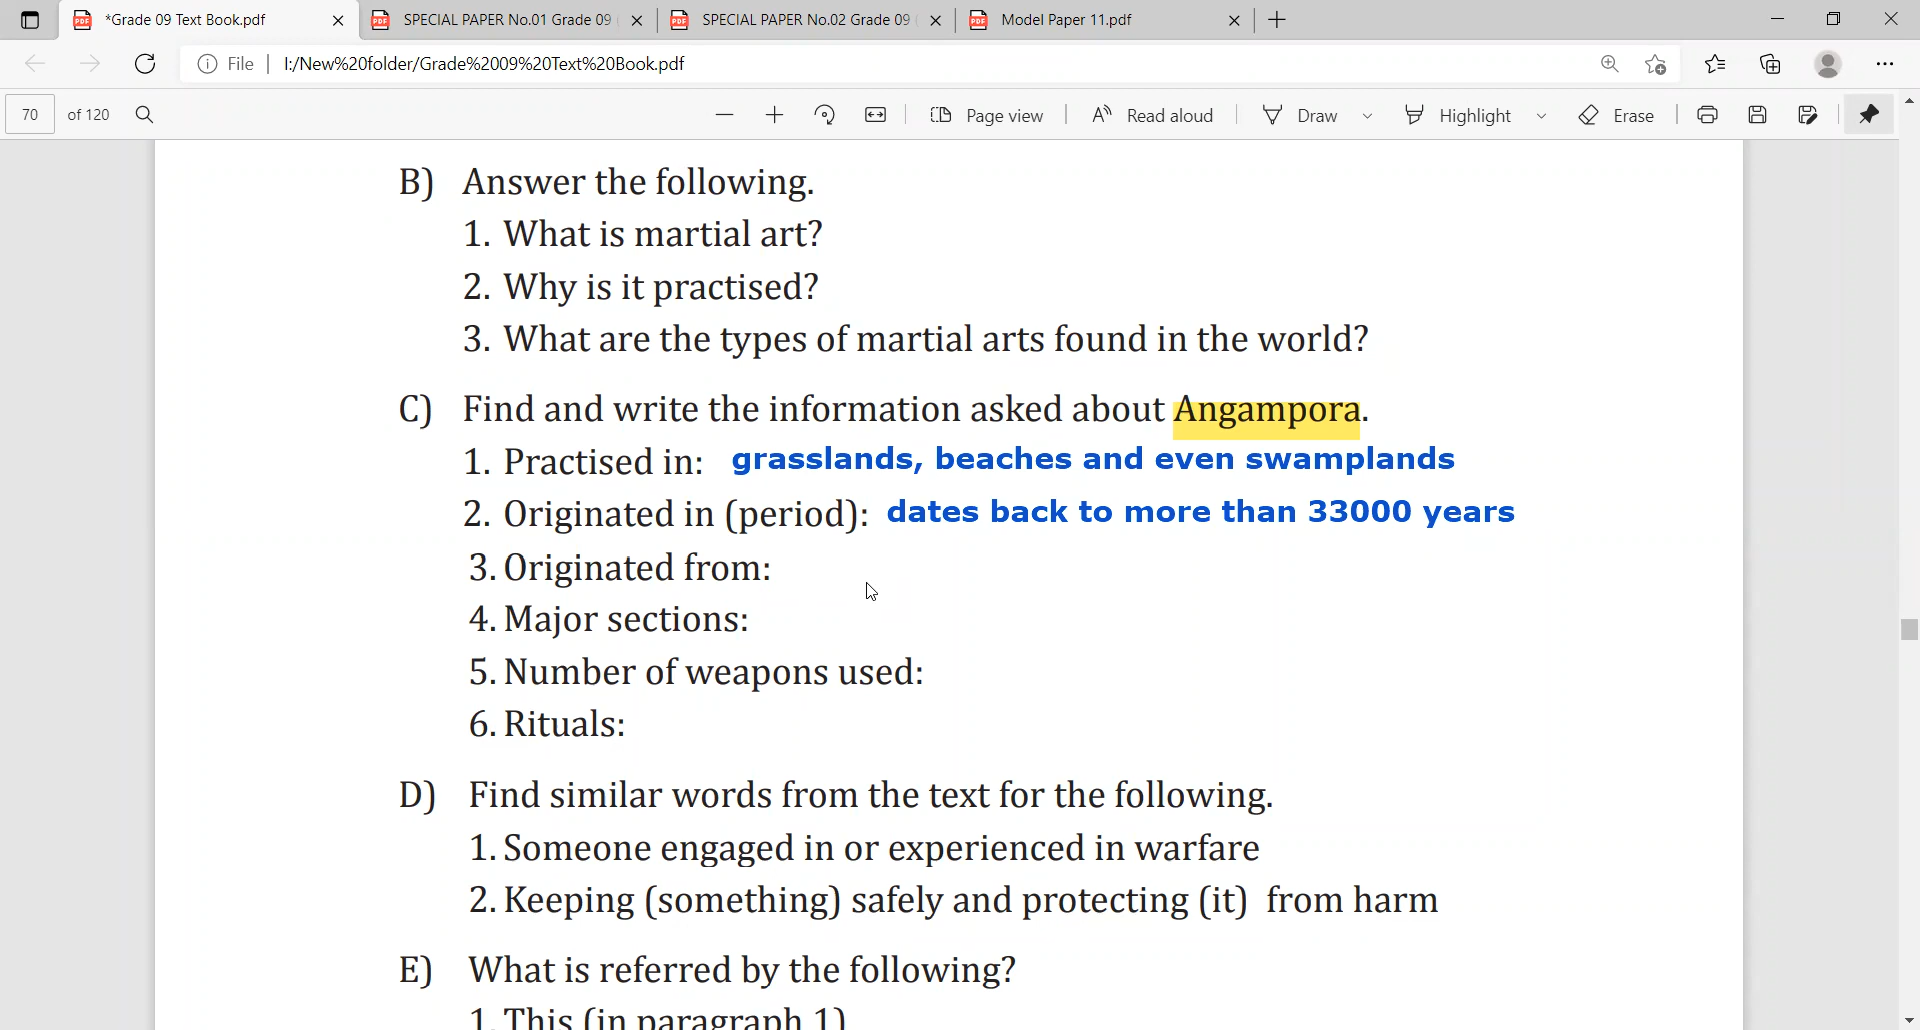 *Grade 09 Text Book.pdf
SPECIAL PAPER No.01 Grade 09
SPECIAL PAPER No.02 Grade 09
Model Paper 11.pdf
File
I:/New%20folder/Grade%2009%20Text%20Book.pdf
70 of 120
Page view
Read aloud
Draw
Highlight
Erase
B) Answer the following.
1. What is martial art?
2. Why is it practised?
3. What are the types of martial arts found in the world?
C) Find and write the information asked about Angampora.
1. Practised in: grasslands, beaches and even swamplands
2. Originated in (period): dates back to more than 33000 years
3. Originated from:
4. Major sections:
5. Number of weapons used:
6. Rituals:
D) Find similar words from the text for the following.
1. Someone engaged in or experienced in warfare
2. Keeping (something) safely and protecting (it) from harm
E) What is referred by the following?
1. This (in paragraph 1)